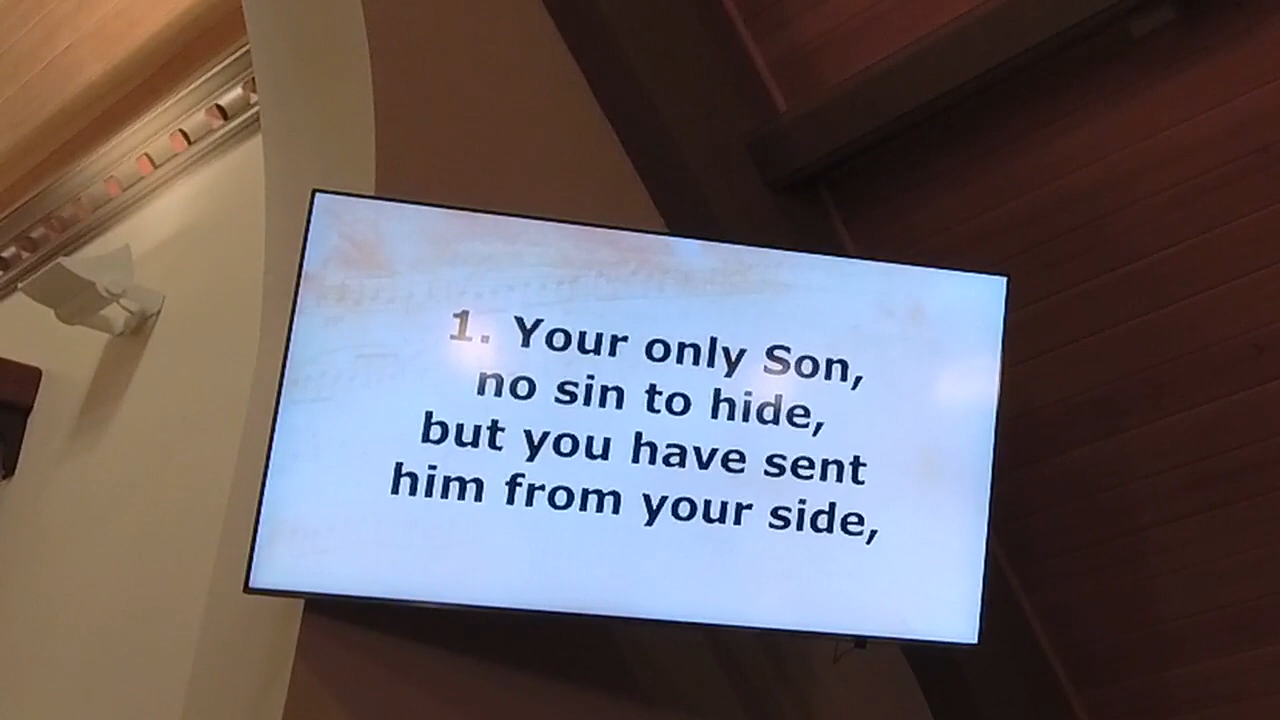 1. Your only Son,
no sin to hide,
but you have sent
him from your side,